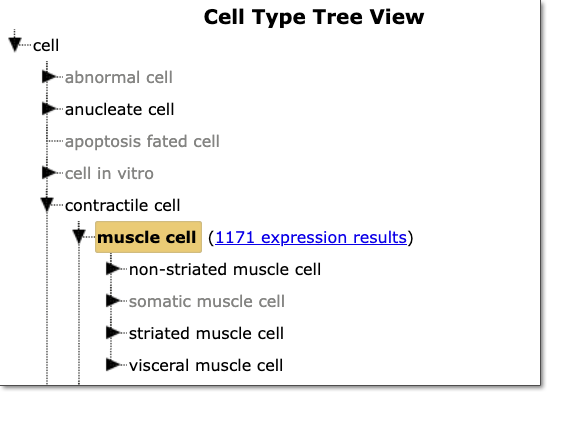 Cell Type Tree View
cell
abnormal cell
anucleate cell
apoptosis fated cell
cell in vitro
contractile cell
muscle cell (1171 expression results)
non-striated muscle cell
somatic muscle cell
striated muscle cell
visceral muscle cell